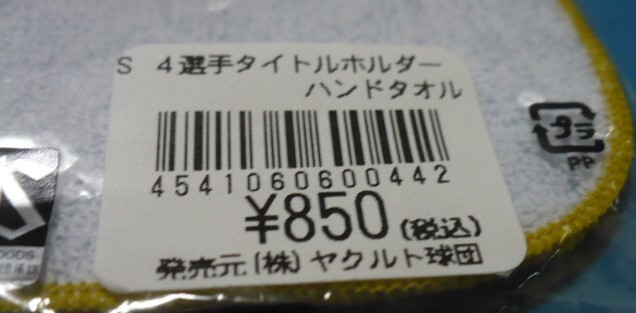 S 4選手タイトルホルダー
ハンドタオル
4541060600442
¥850(税込)
発売元(株)ヤクルト球団
プラ
PP